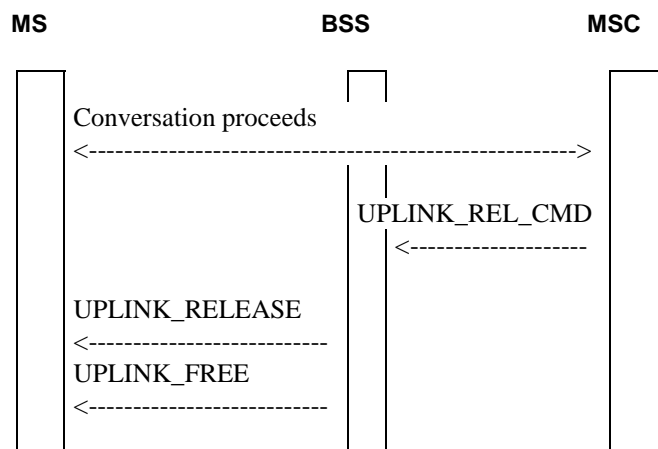 MS BSS MSC
Conversation proceeds
<------------------------------------------------------>
UPLINK_REL_CMD
<--------------------
UPLINK_RELEASE
<---------------------------
UPLINK_FREE
<---------------------------